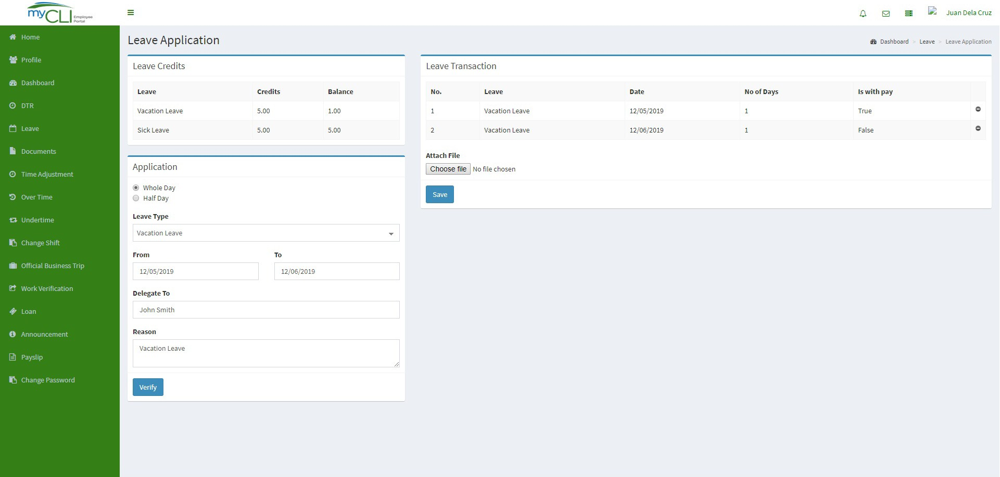 myCLI Employee Portal
Juan Dela Cruz
Home
Profile
Dashboard
DTR
Leave
Documents
Time Adjustment
Over Time
Undertime
Change Shift
Official Business Trip
Work Verification
Loan
Announcement
Payslip
Change Password
Leave Application
Dashboard > Leave > Leave Application
Leave Credits
Leave Credits Balance
Vacation Leave 5.00 1.00
Sick Leave 5.00 5.00
Application
Whole Day
Half Day
Leave Type
Vacation Leave
From To
12/05/2019 12/06/2019
Delegate To
John Smith
Reason
Vacation Leave
Verify
Leave Transaction
No. Leave Date No of Days Is with pay
1 Vacation Leave 12/05/2019 1 True
2 Vacation Leave 12/06/2019 1 False
Attach File
Choose file No file chosen
Save